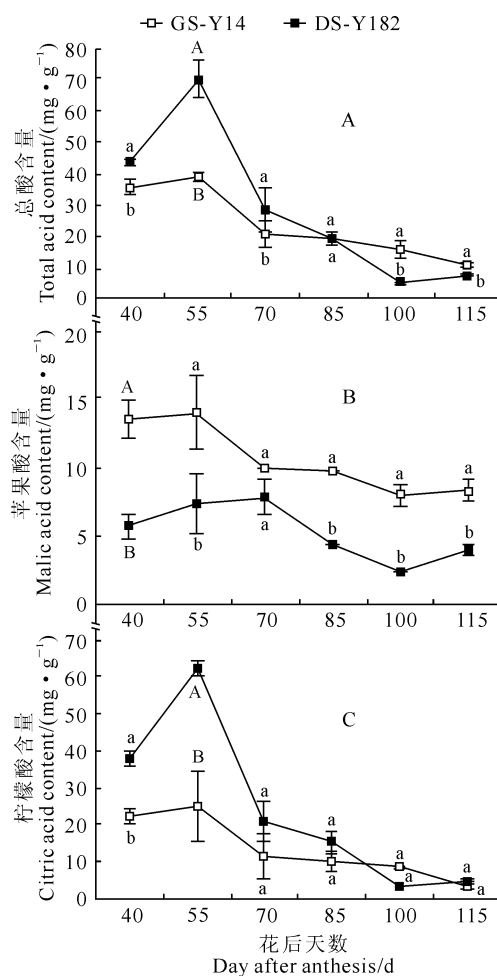 GS-Y14 DS-Y182
总酸含量
Total acid content/(mg·g⁻¹)
80
70
60
50
40
30
20
10
0
A
a
b
A
B
a
b
a
a
a
b
a
b
40 55 70 85 100 115
苹果酸含量
Malic acid content/(mg·g⁻¹)
20
15
10
5
0
B
A
B
a
b
a
a
a
b
a
b
a
b
40 55 70 85 100 115
柠檬酸含量
Citric acid content/(mg·g⁻¹)
60
50
40
30
20
10
0
C
a
b
A
B
a
a
a
a
a
a
a
a
40 55 70 85 100 115
花后天数
Day after anthesis/d